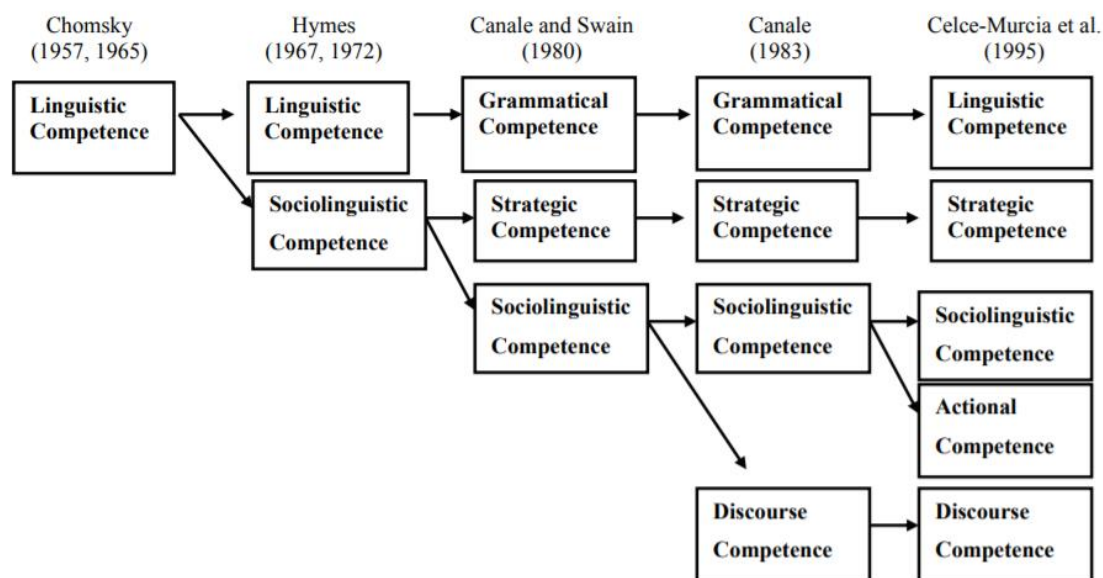 Chomsky
(1957, 1965)
Hymes
(1967, 1972)
Canale and Swain
(1980)
Canale
(1983)
Celce-Murcia et al.
(1995)
Linguistic
Competence
Linguistic
Competence
Grammatical
Competence
Grammatical
Competence
Linguistic
Competence
Sociolinguistic
Competence
Strategic
Competence
Strategic
Competence
Strategic
Competence
Sociolinguistic
Competence
Sociolinguistic
Competence
Sociolinguistic
Competence
Actional
Competence
Discourse
Competence
Discourse
Competence